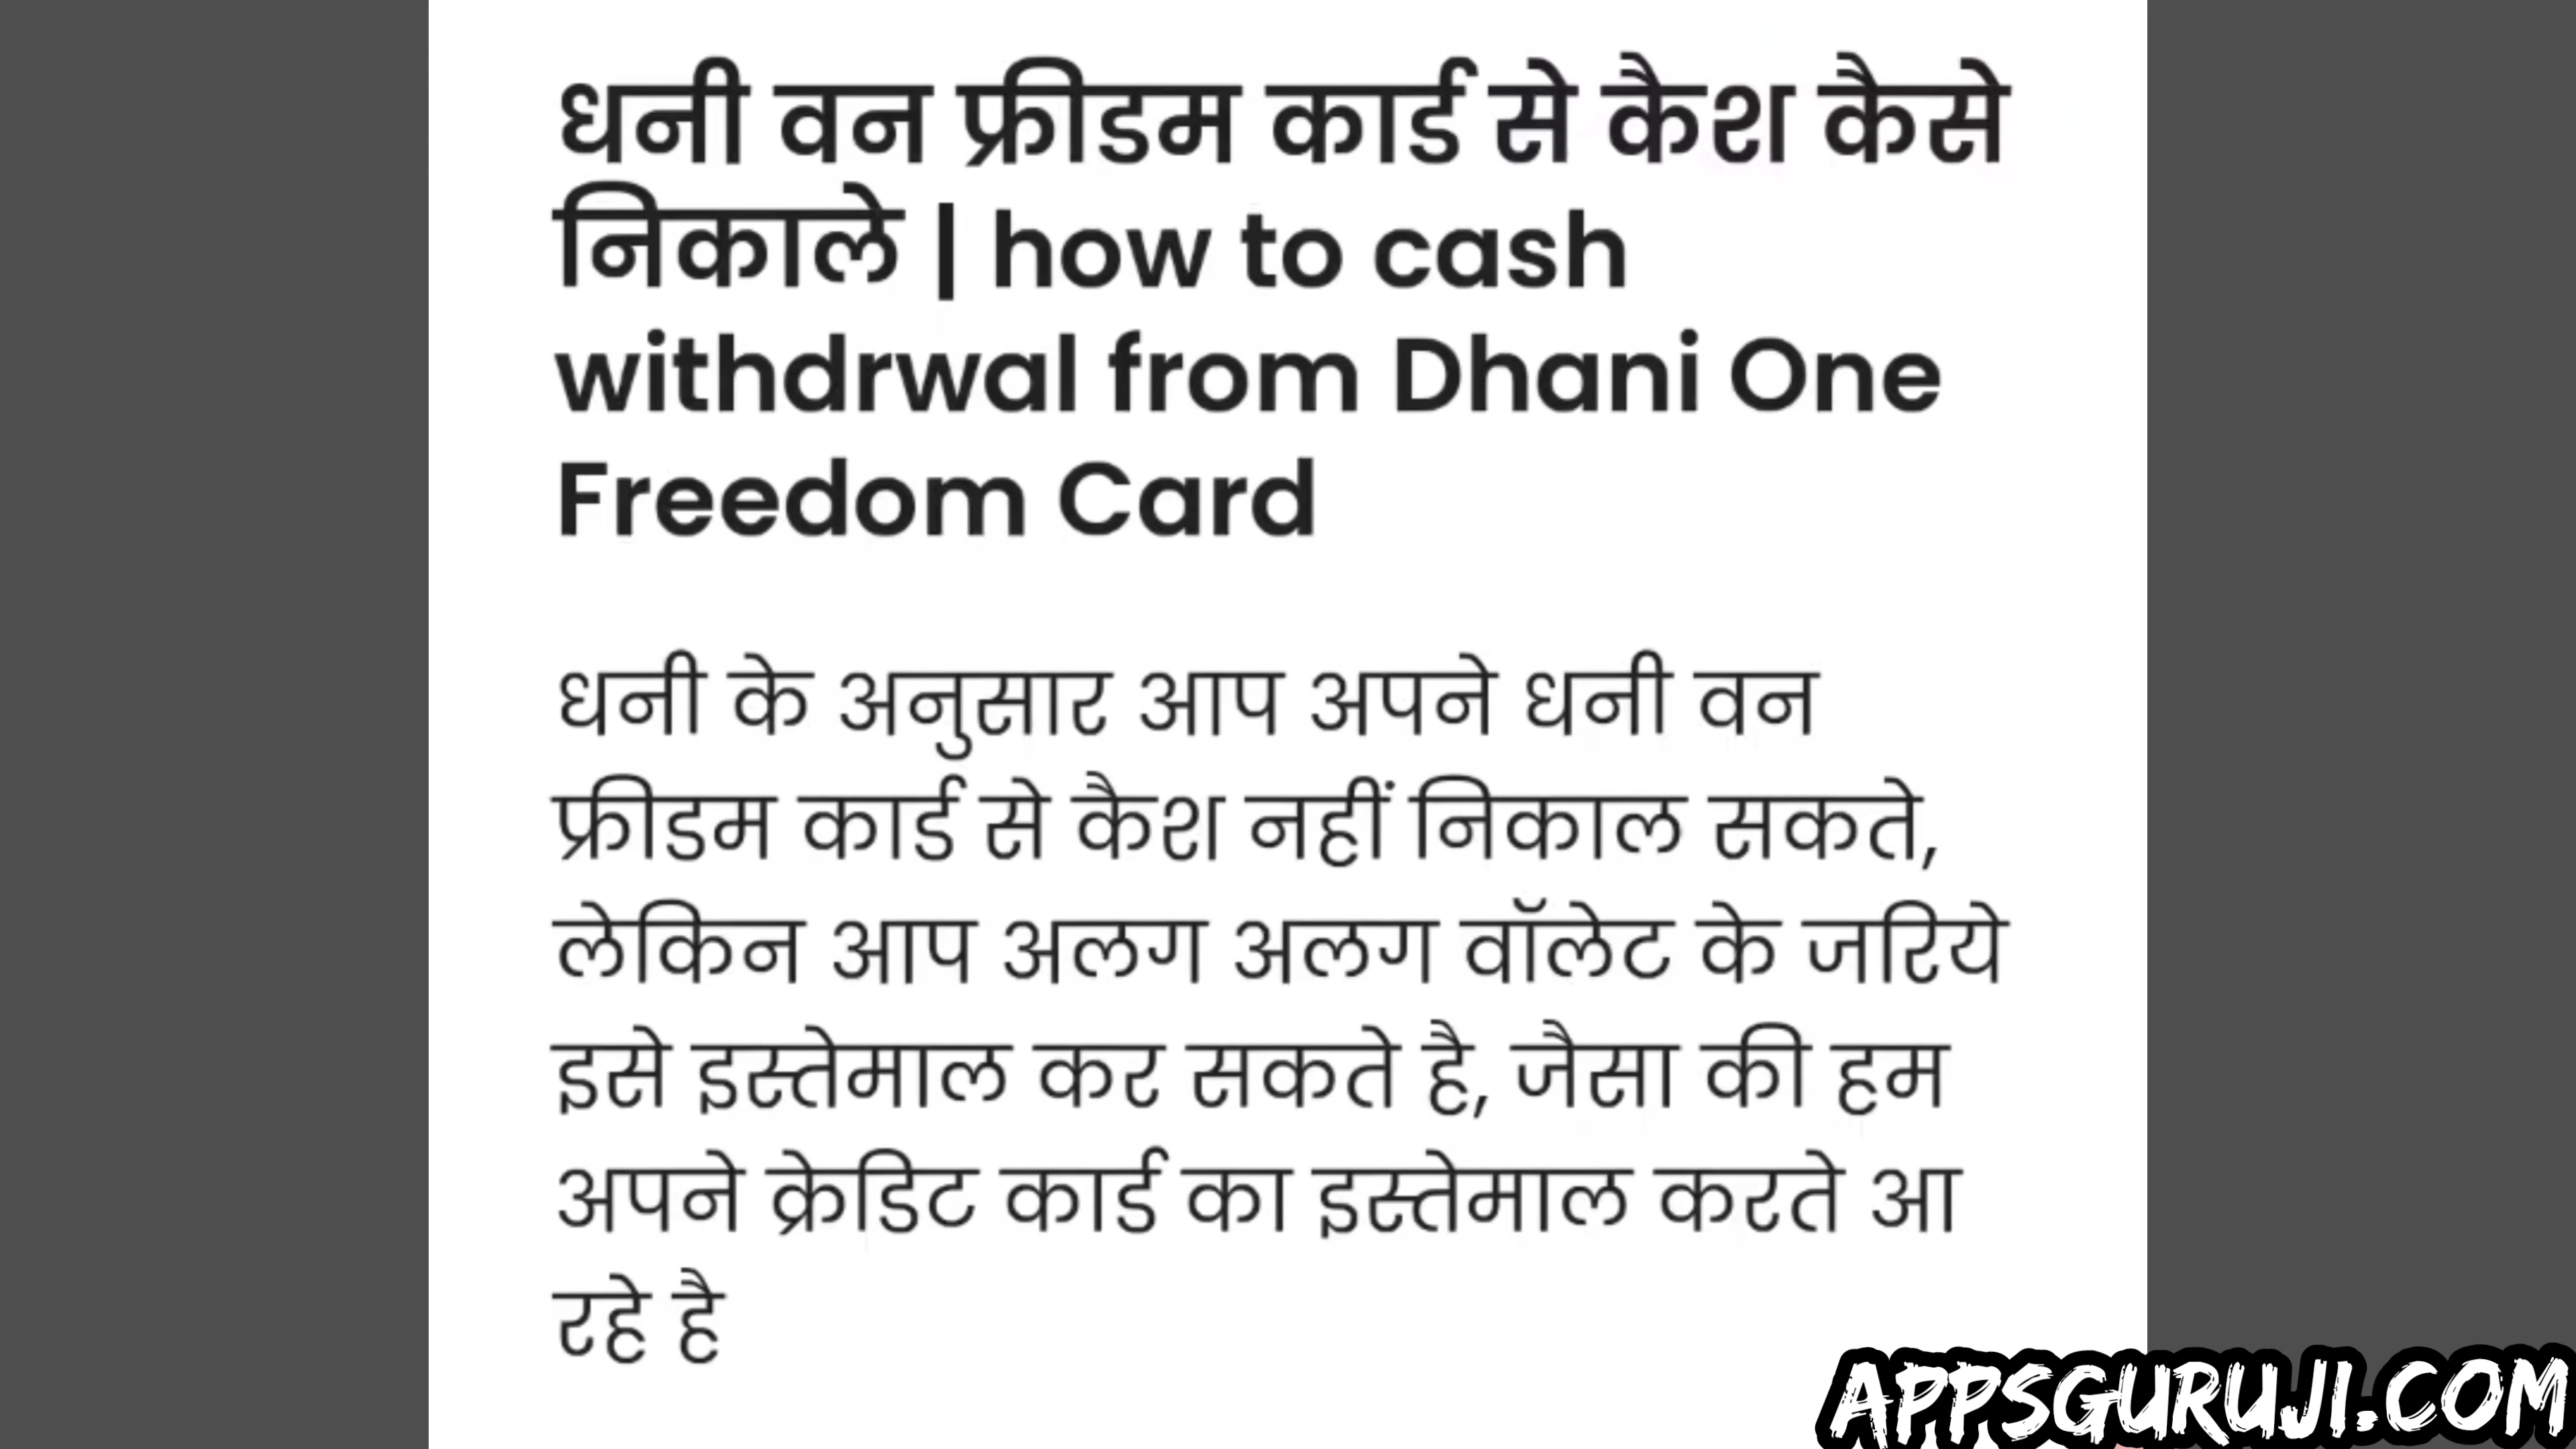 धनी वन फ्रीडम कार्ड से कैश कैसे
निकाले | how to cash
withdrwal from Dhani One
Freedom Card
धनी के अनुसार आप अपने धनी वन
फ्रीडम कार्ड से कैश नहीं निकाल सकते,
लेकिन आप अलग अलग वॉलेट के जरिये
इसे इस्तेमाल कर सकते है, जैसा की हम
अपने क्रेडिट कार्ड का इस्तेमाल करते आ
रहे है
APPSGURUJI.COM